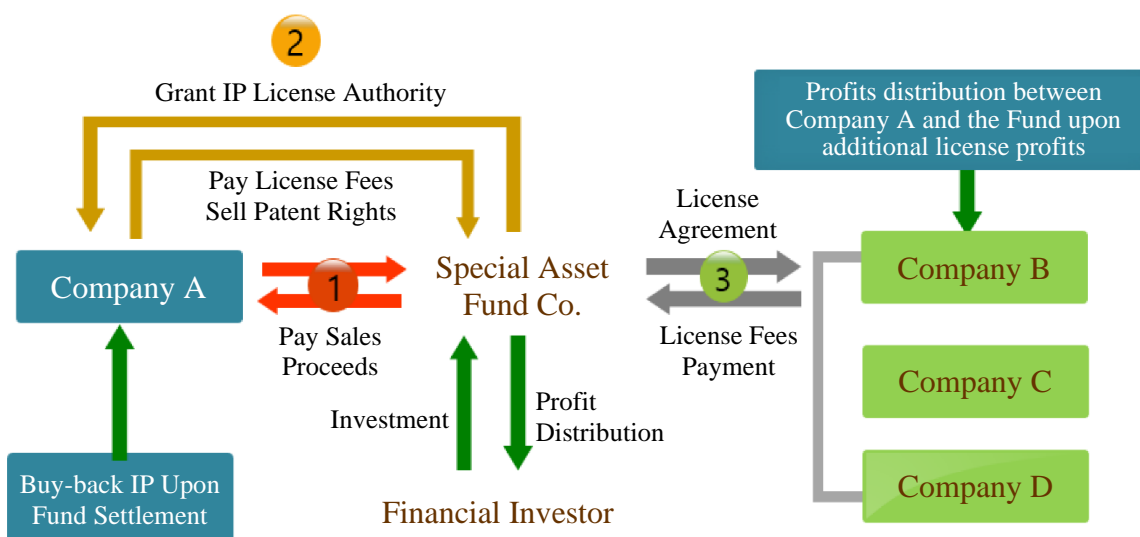 2
Grant IP License Authority
Pay License Fees
Sell Patent Rights
Company A
1
Pay Sales
Proceeds
Special Asset
Fund Co.
Investment
Profit
Distribution
Financial Investor
Buy-back IP Upon
Fund Settlement
License
Agreement
3
License Fees
Payment
Profits distribution between
Company A and the Fund upon
additional license profits
Company B
Company C
Company D